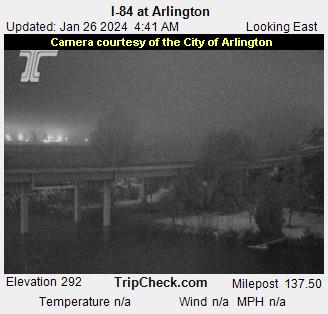 I-84 at Arlington
Updated: Jan 26 2024 4:41 AM Looking East
Camera courtesy of the City of Arlington
Elevation 292 TripCheck.com Milepost 137.50
Temperature n/a Wind n/a MPH n/a